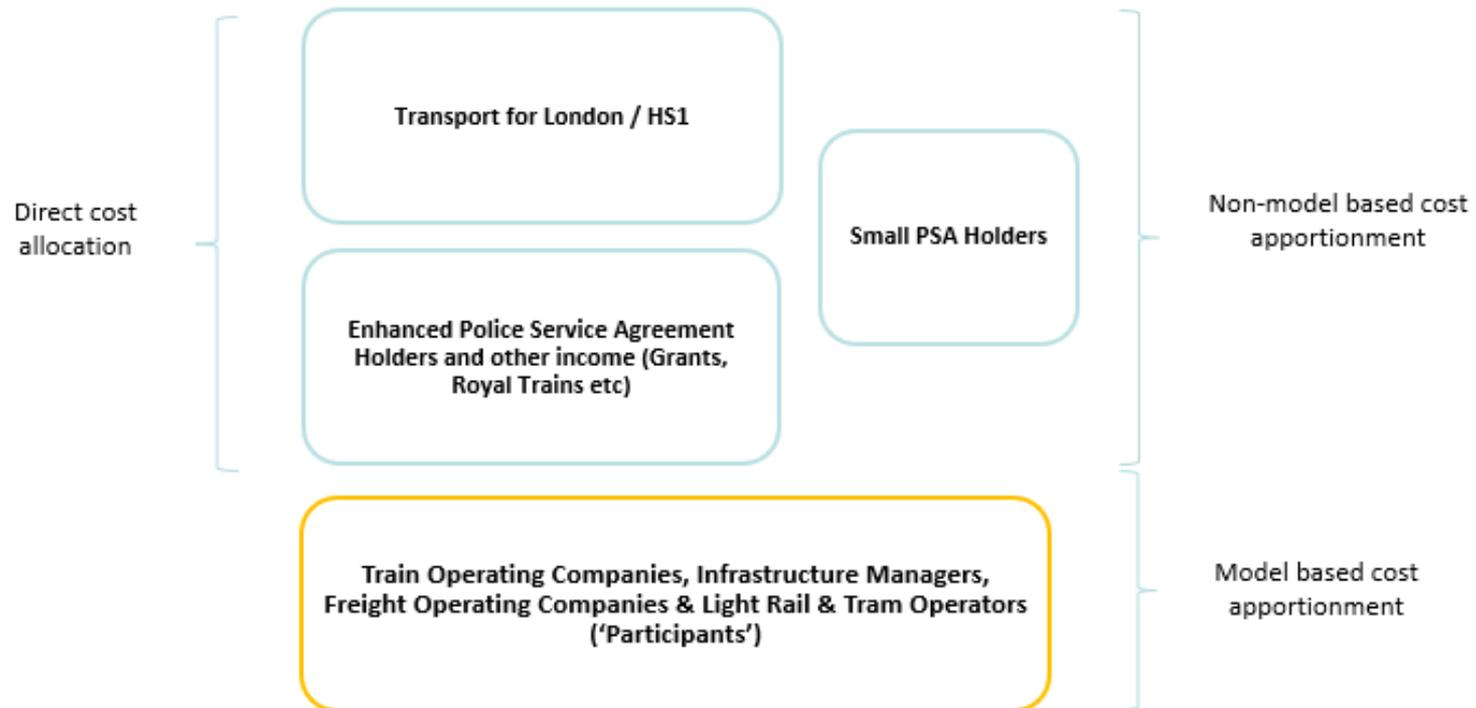 Transport for London / HS1
Direct cost
allocation
Enhanced Police Service Agreement
Holders and other income (Grants,
Royal Trains etc)
Small PSA Holders
Non-model based cost
apportionment
Train Operating Companies, Infrastructure Managers,
Freight Operating Companies & Light Rail & Tram Operators
(‘Participants’)
Model based cost
apportionment